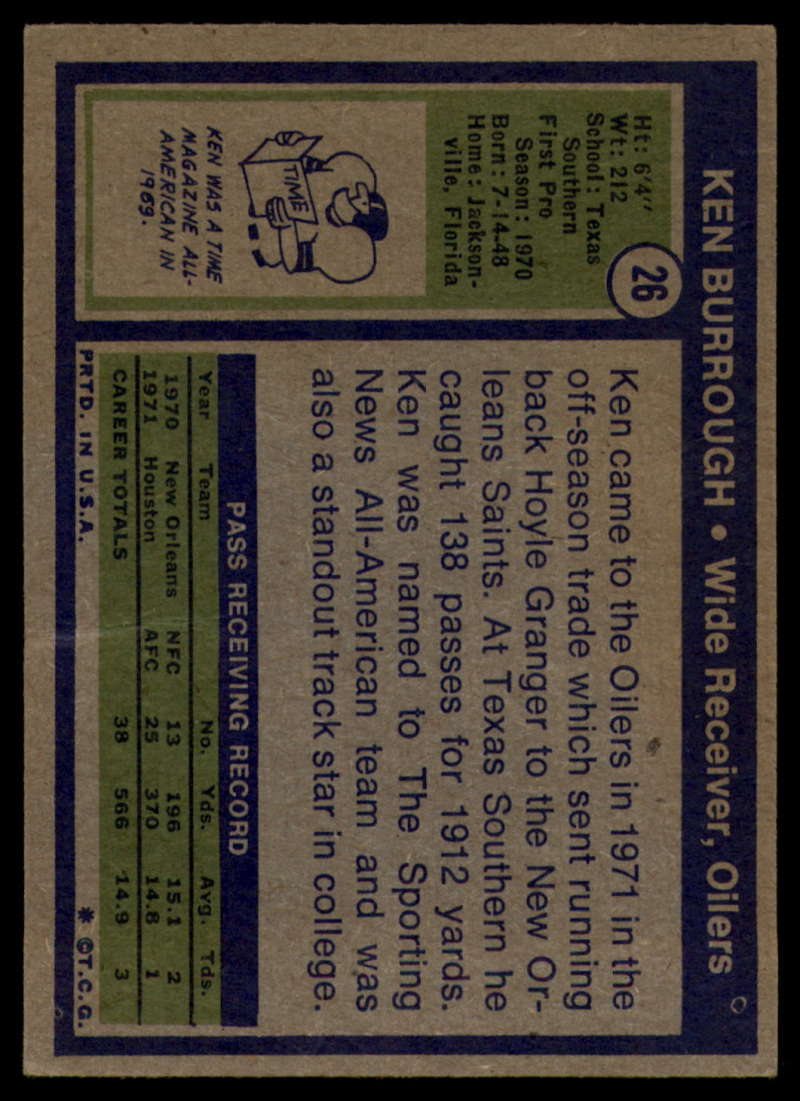 KEN BURROUGH • Wide Receiver, Oilers
26
Ht: 6'4"
Wt: 212
School: Texas
Southern
First Pro
Season: 1970
Born: 7-14-48
Home: Jackson-
ville, Florida
TIME
KEN WAS A TIME
MAGAZINE ALL-
AMERICAN IN
1969.
Ken came to the Oilers in 1971 in the
off-season trade which sent running
back Hoyle Granger to the New Or-
leans Saints. At Texas Southern he
caught 138 passes for 1912 yards.
Ken was named to The Sporting
News All-American team and was
also a standout track star in college.
PASS RECEIVING RECORD
Year Team No. Yds. Avg. Tds.
1970 New Orleans NFC 13 196 15.1 2
1971 Houston AFC 25 370 14.8 1
CAREER TOTALS 38 566 14.9 3
PRTD. IN U.S.A. * ©T.C.G.